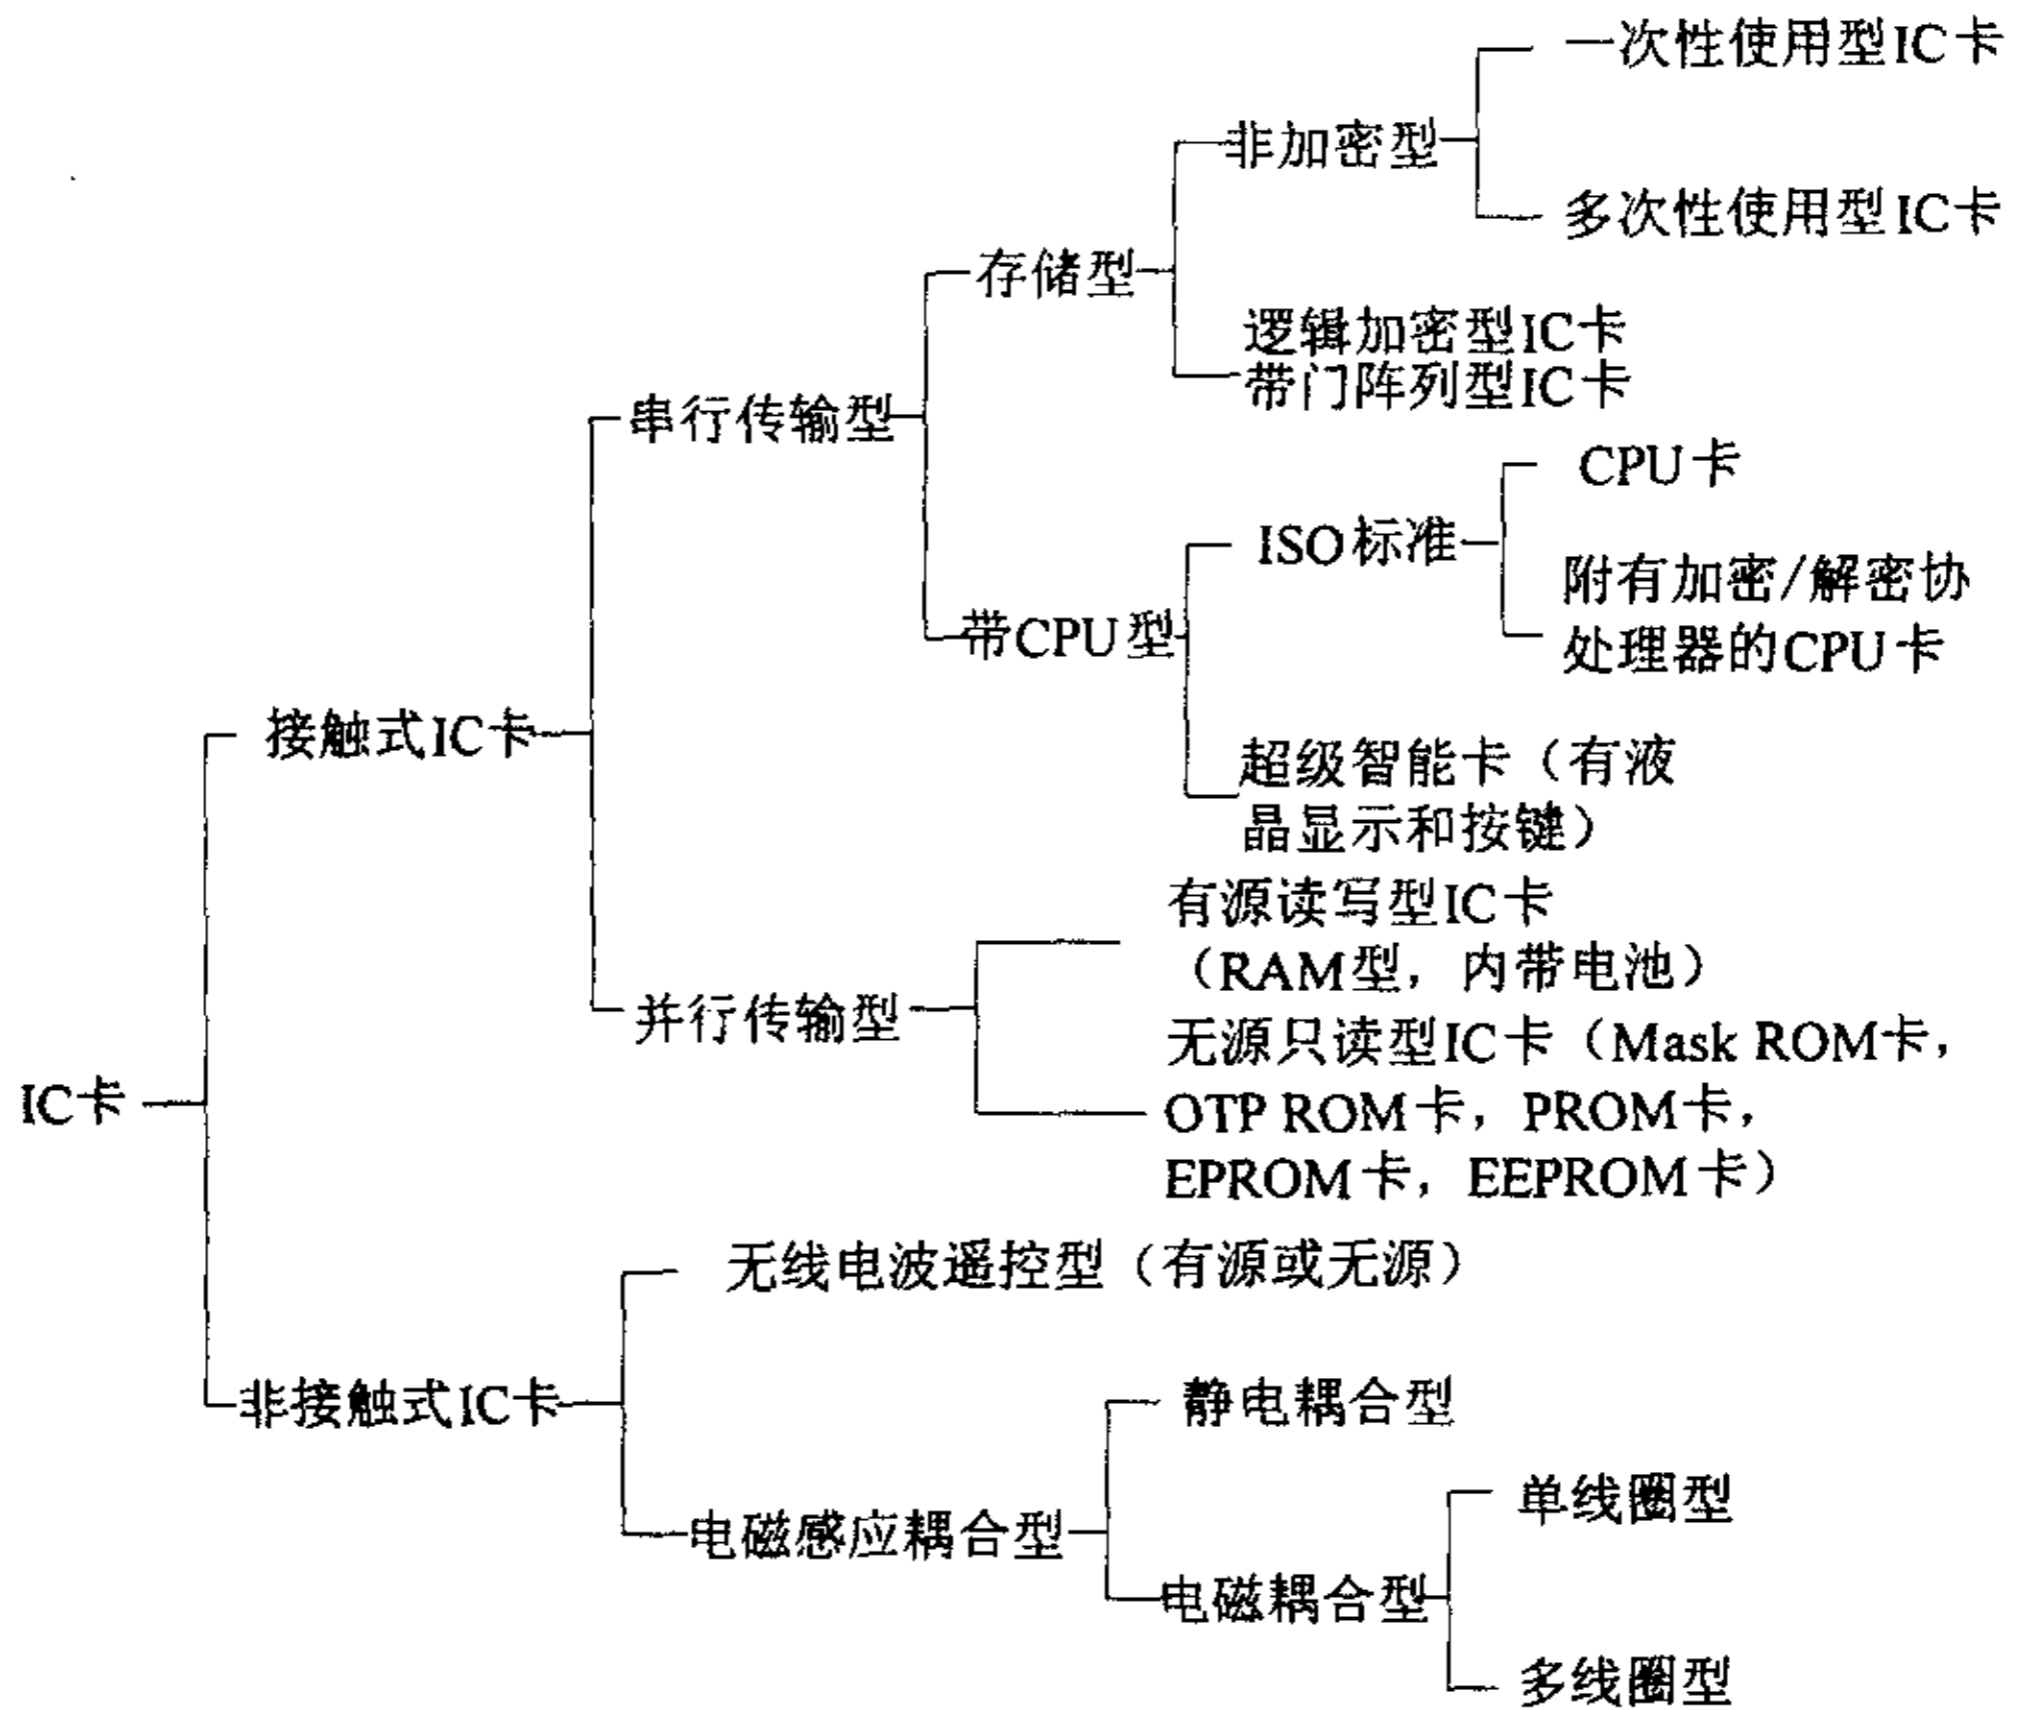 一次性使用型IC卡
非加密型
多次性使用型IC卡
存储型
逻辑加密型IC卡
带门阵列型IC卡
串行传输型
CPU卡
ISO标准
附有加密/解密协
处理器的CPU卡
带CPU型
接触式IC卡
超级智能卡（有液
晶显示和按键）
有源读写型IC卡
（RAM型，内带电池）
并行传输型
无源只读型IC卡（Mask ROM卡，
OTP ROM卡，PROM卡，
EPROM卡，EEPROM卡）
IC卡
无线电波遥控型（有源或无源）
非接触式IC卡
静电耦合型
电磁感应耦合型
单线圈型
电磁耦合型
多线圈型